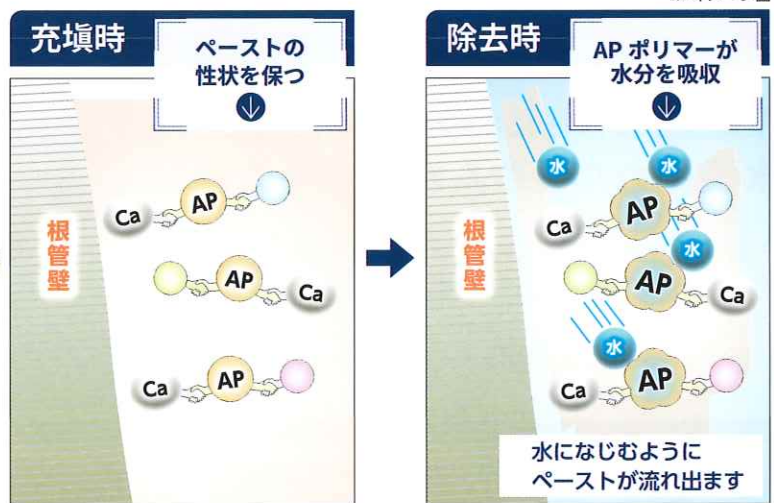 充填時
ペーストの
性状を保つ
根管壁
Ca
AP
AP
Ca
Ca
AP
除去時
APポリマーが
水分を吸収
根管壁
水
水
水
水
Ca
AP
AP
Ca
Ca
AP
水になじむように
ペーストが流れ出ます